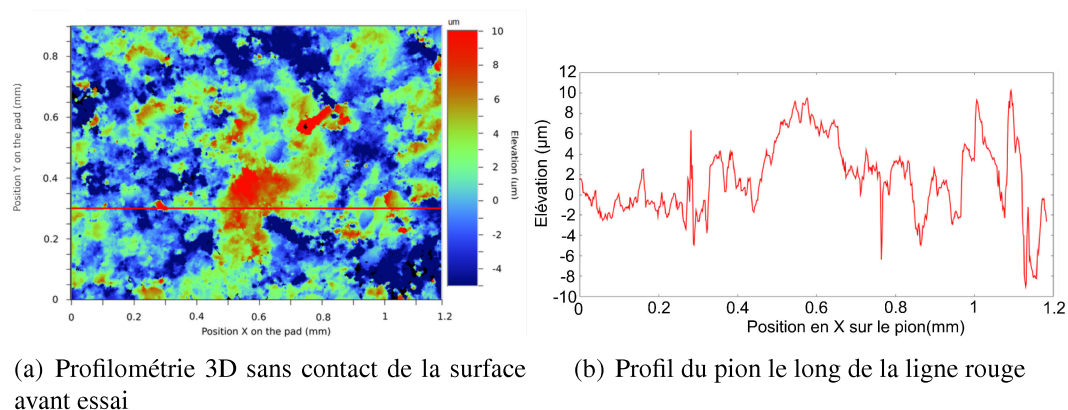 um
10
8
6
4
2
0
-2
-4
Elevation (um)
0.8
0.6
0.4
0.2
0
Position Y on the pad (mm)
0 0.2 0.4 0.6 0.8 1 1.2
Position X on the pad (mm)
12
10
8
6
4
2
0
-2
-4
-6
-8
-10
Elévation (µm)
0 0.2 0.4 0.6 0.8 1 1.2
Position en X sur le pion(mm)
(a) Profilométrie 3D sans contact de la surface
avant essai
(b) Profil du pion le long de la ligne rouge